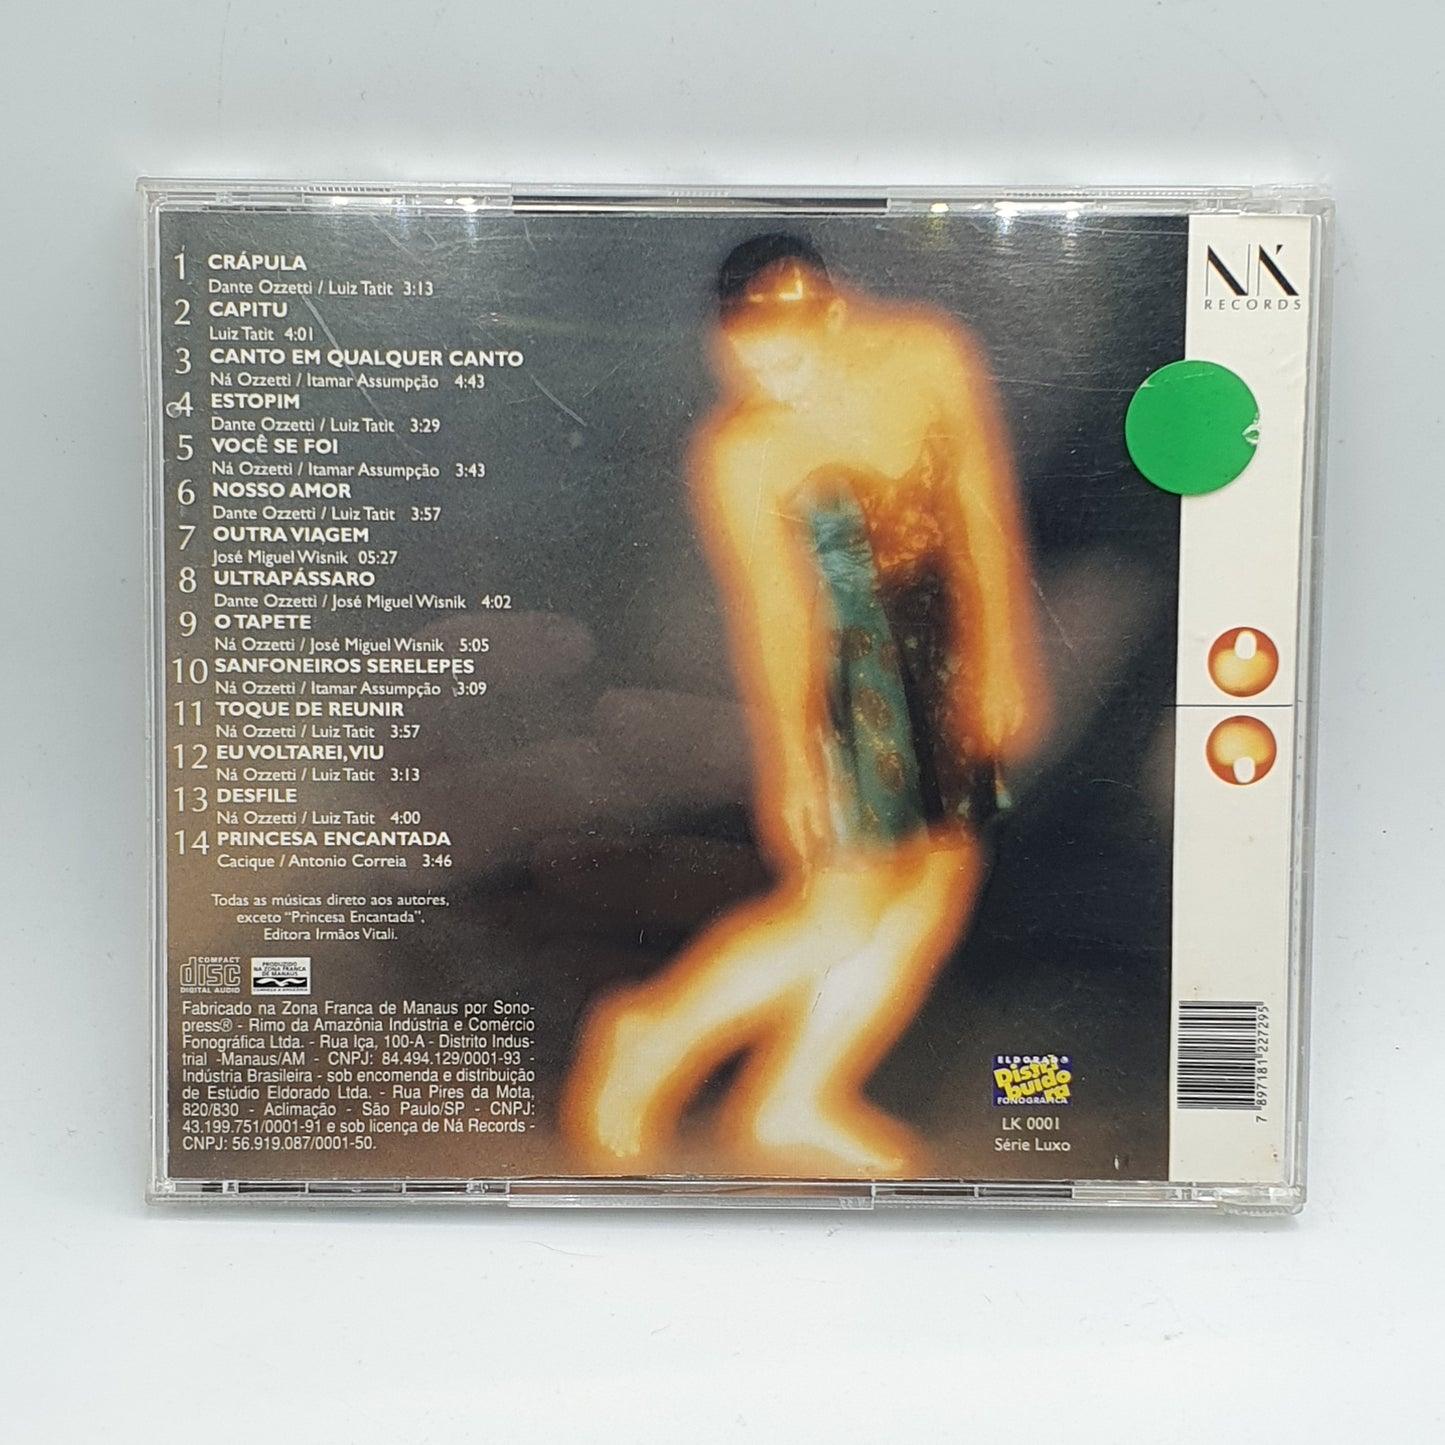 1 CRÁPULA
Dante Ozzetti / Luiz Tatit 3:13
2 CAPITU
Luiz Tatit 4:01
3 CANTO EM QUALQUER CANTO
Ná Ozzetti / Itamar Assumpção 4:43
4 ESTOPIM
Dante Ozzetti / Luiz Tatit 3:29
5 VOCÊ SE FOI
Ná Ozzetti / Itamar Assumpção 3:43
6 NOSSO AMOR
Dante Ozzetti / Luiz Tatit 3:57
7 OUTRA VIAGEM
José Miguel Wisnik 05:27
8 ULTRAPÁSSARO
Dante Ozzetti / José Miguel Wisnik 4:02
9 O TAPETE
Ná Ozzetti / José Miguel Wisnik 5:05
10 SANFONEIROS SERELEPES
Ná Ozzetti / Itamar Assumpção 3:09
11 TOQUE DE REUNIR
Ná Ozzetti / Luiz Tatit 3:57
12 EU VOLTAREI, VIU
Ná Ozzetti / Luiz Tatit 3:13
13 DESFILE
Ná Ozzetti / Luiz Tatit 4:00
14 PRINCESA ENCANTADA
Cacique / Antonio Correia 3:46
Todas as músicas direto aos autores,
exceto "Princesa Encantada",
Editora Irmãos Vitali.
COMPACT
disc
DIGITAL AUDIO
PRODUZIDO
NA ZONA FRANCA
DE MANAUS
CONHEÇA A AMAZÔNIA
Fabricado na Zona Franca de Manaus por Sono-
press® - Rimo da Amazônia Indústria e Comércio
Fonográfica Ltda. - Rua Iça, 100-A - Distrito Indus-
trial -Manaus/AM - CNPJ: 84.494.129/0001-93 -
Indústria Brasileira - sob encomenda e distribuição
de Estúdio Eldorado Ltda. - Rua Pires da Mota,
820/830 - Aclimação - São Paulo/SP - CNPJ:
43.199.751/0001-91 e sob licença de Ná Records -
CNPJ: 56.919.087/0001-50.
ELDORADO
Distri
buido
ra
FONOGRÁFICA
LK 0001
Série Luxo
NÁ
RECORDS
7 897181 227295